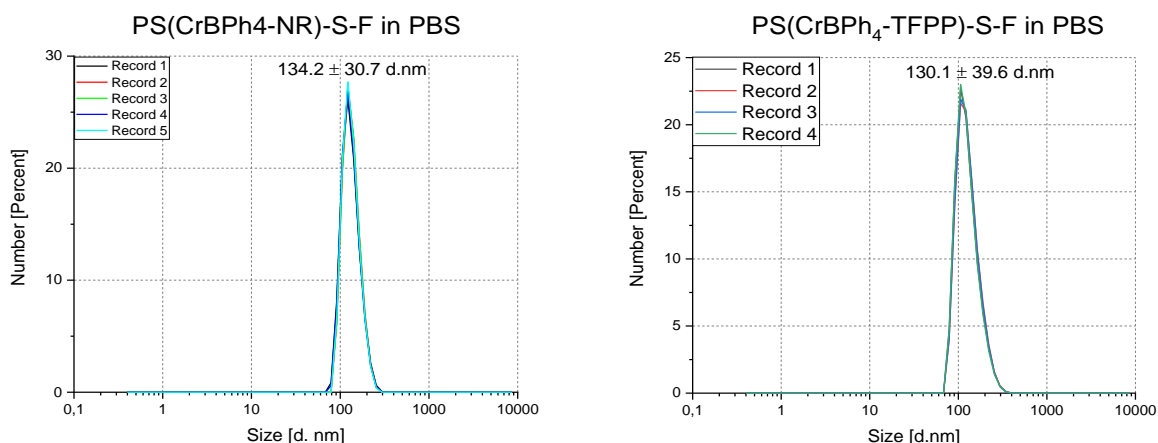 PS(CrBPh4-NR)-S-F in PBS
30
20
10
0
Number [Percent]
Record 1
Record 2
Record 3
Record 4
Record 5
134.2 ± 30.7 d.nm
0,1
1
10
100
1000
10000
Size [d. nm]
PS(CrBPh₄-TFPP)-S-F in PBS
25
20
15
10
5
0
Number [Percent]
Record 1
Record 2
Record 3
Record 4
130.1 ± 39.6 d.nm
0,1
1
10
100
1000
10000
Size [d.nm]